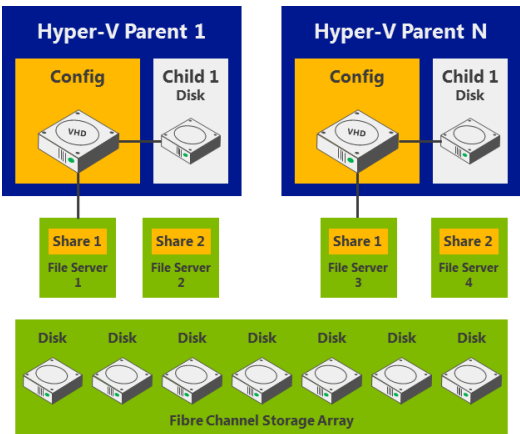 Hyper-V Parent 1
Hyper-V Parent N
Config
Child 1
Disk
VHD
Config
Child 1
Disk
VHD
Share 1
File Server
1
Share 2
File Server
2
Share 1
File Server
3
Share 2
File Server
4
Disk Disk Disk Disk Disk Disk Disk
Fibre Channel Storage Array